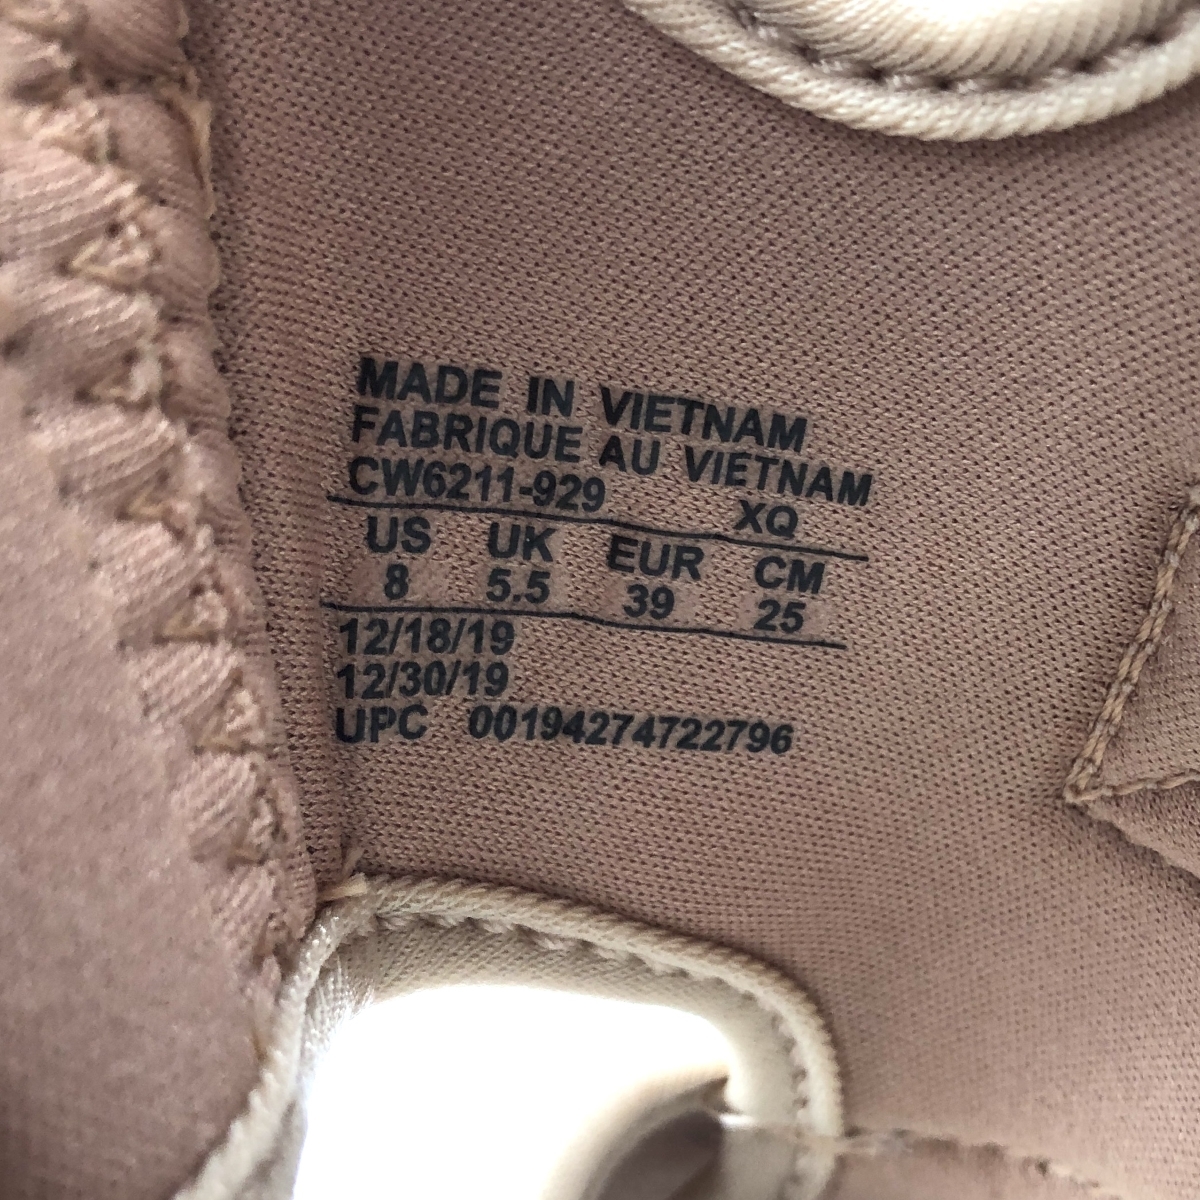 MADE IN VIETNAM
FABRIQUE AU VIETNAM
CW6211-929 XQ
US UK EUR CM
8 5.5 39 25
12/18/19
12/30/19
UPC 00194274722796